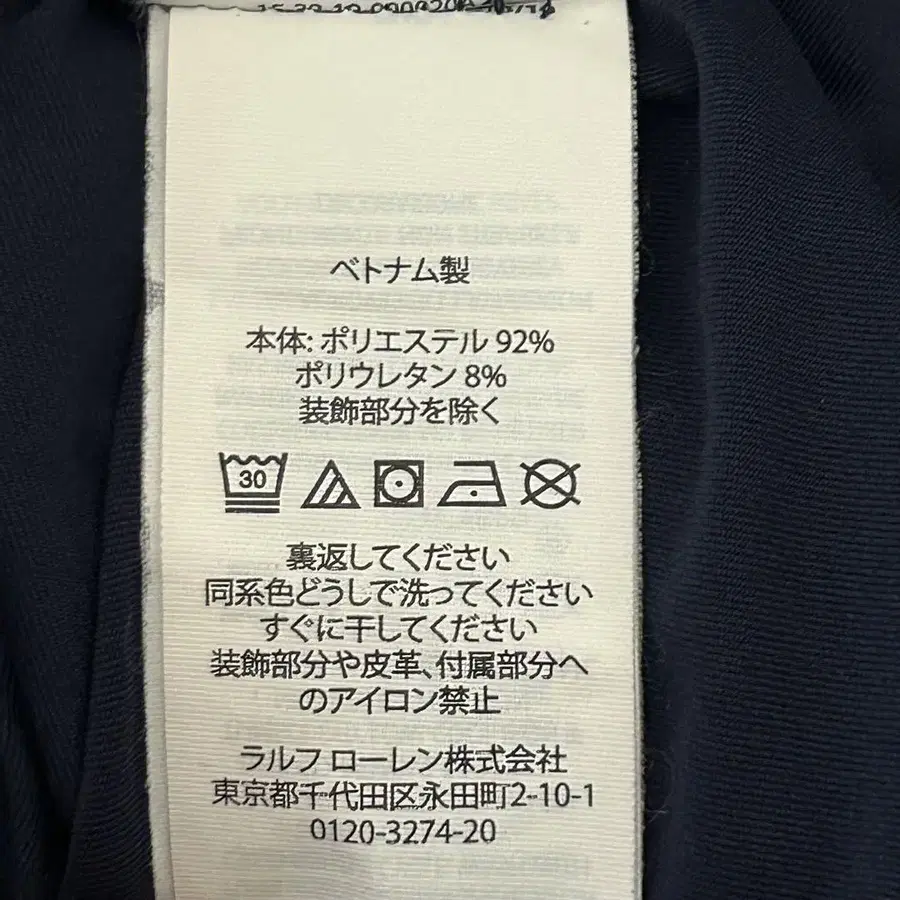 ベトナム製
本体: ポリエステル 92%
ポリウレタン 8%
装飾部分を除く
30
裏返してください
同系色どうしで洗ってください
すぐに干してください
装飾部分や皮革、付属部分へ
のアイロン禁止
ラルフ ローレン株式会社
東京都千代田区永田町2-10-1
0120-3274-20